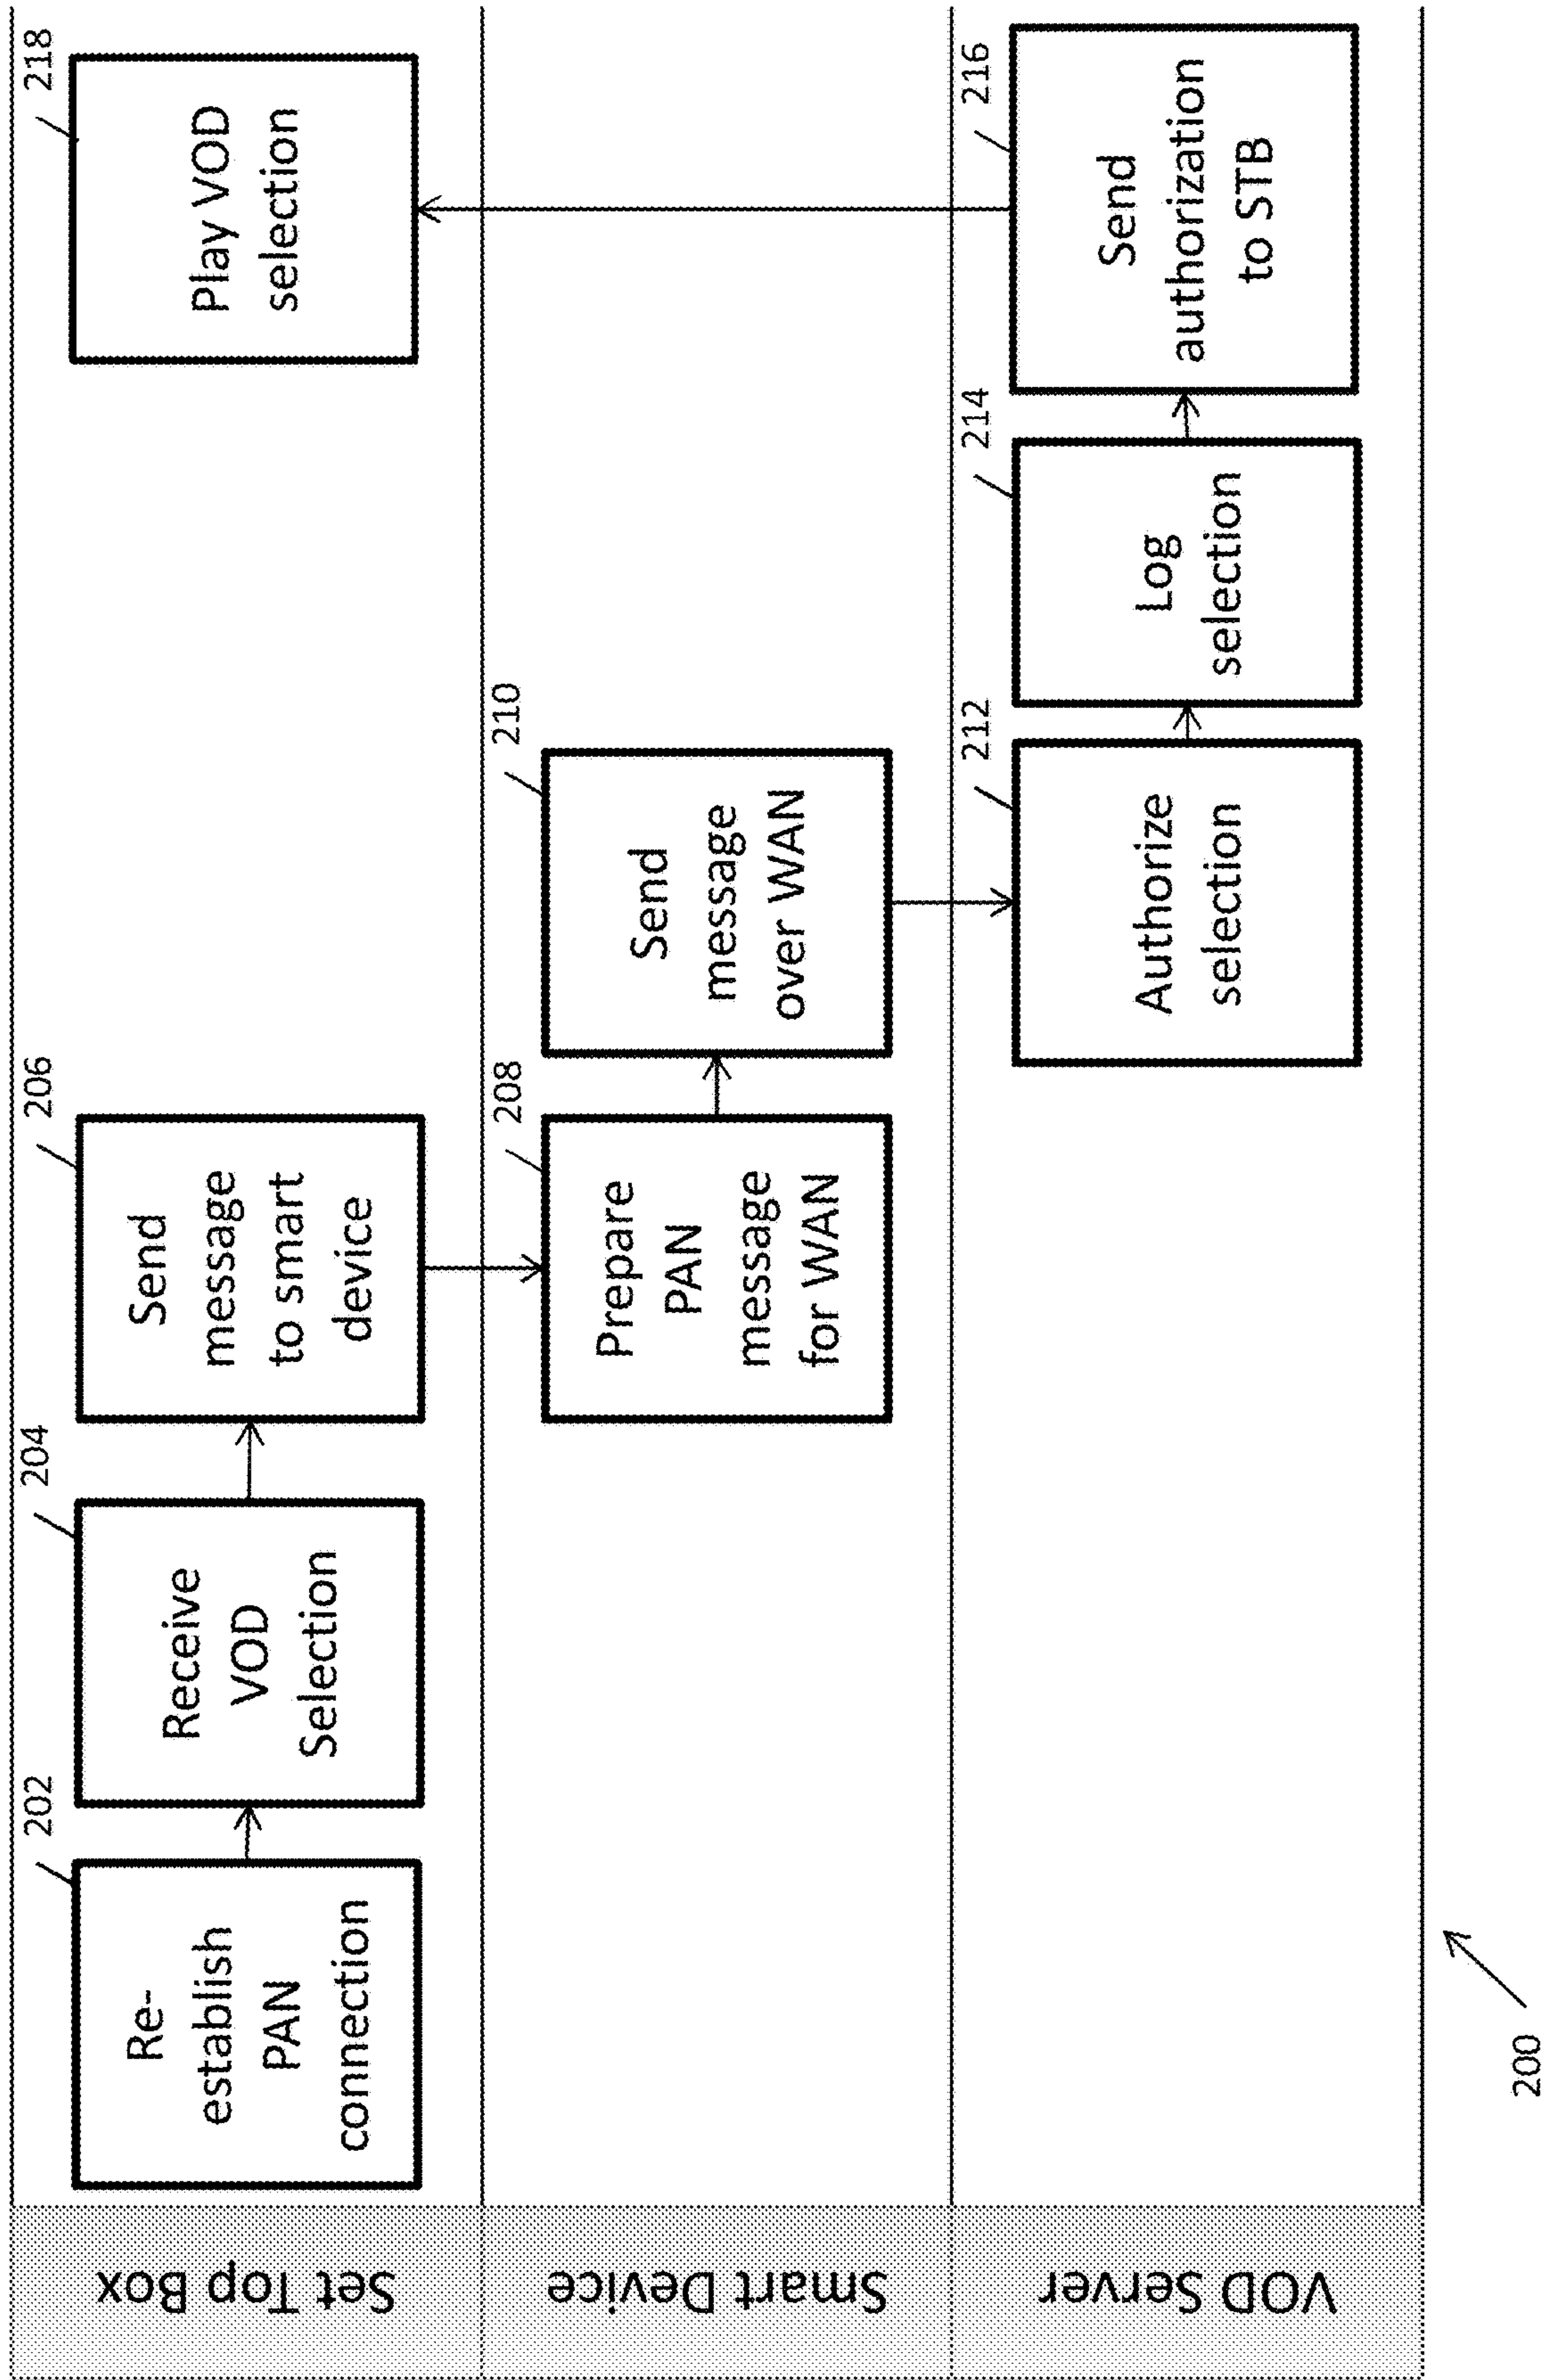 Set Top Box
202
Re-
establish
PAN
connection
204
Receive
VOD
Selection
206
Send
message
to smart
device
218
Play VOD
selection
Smart Device
208
Prepare
PAN
message
for WAN
210
Send
message
over WAN
VOD Server
212
Authorize
selection
214
Log
selection
216
Send
authorization
to STB
200